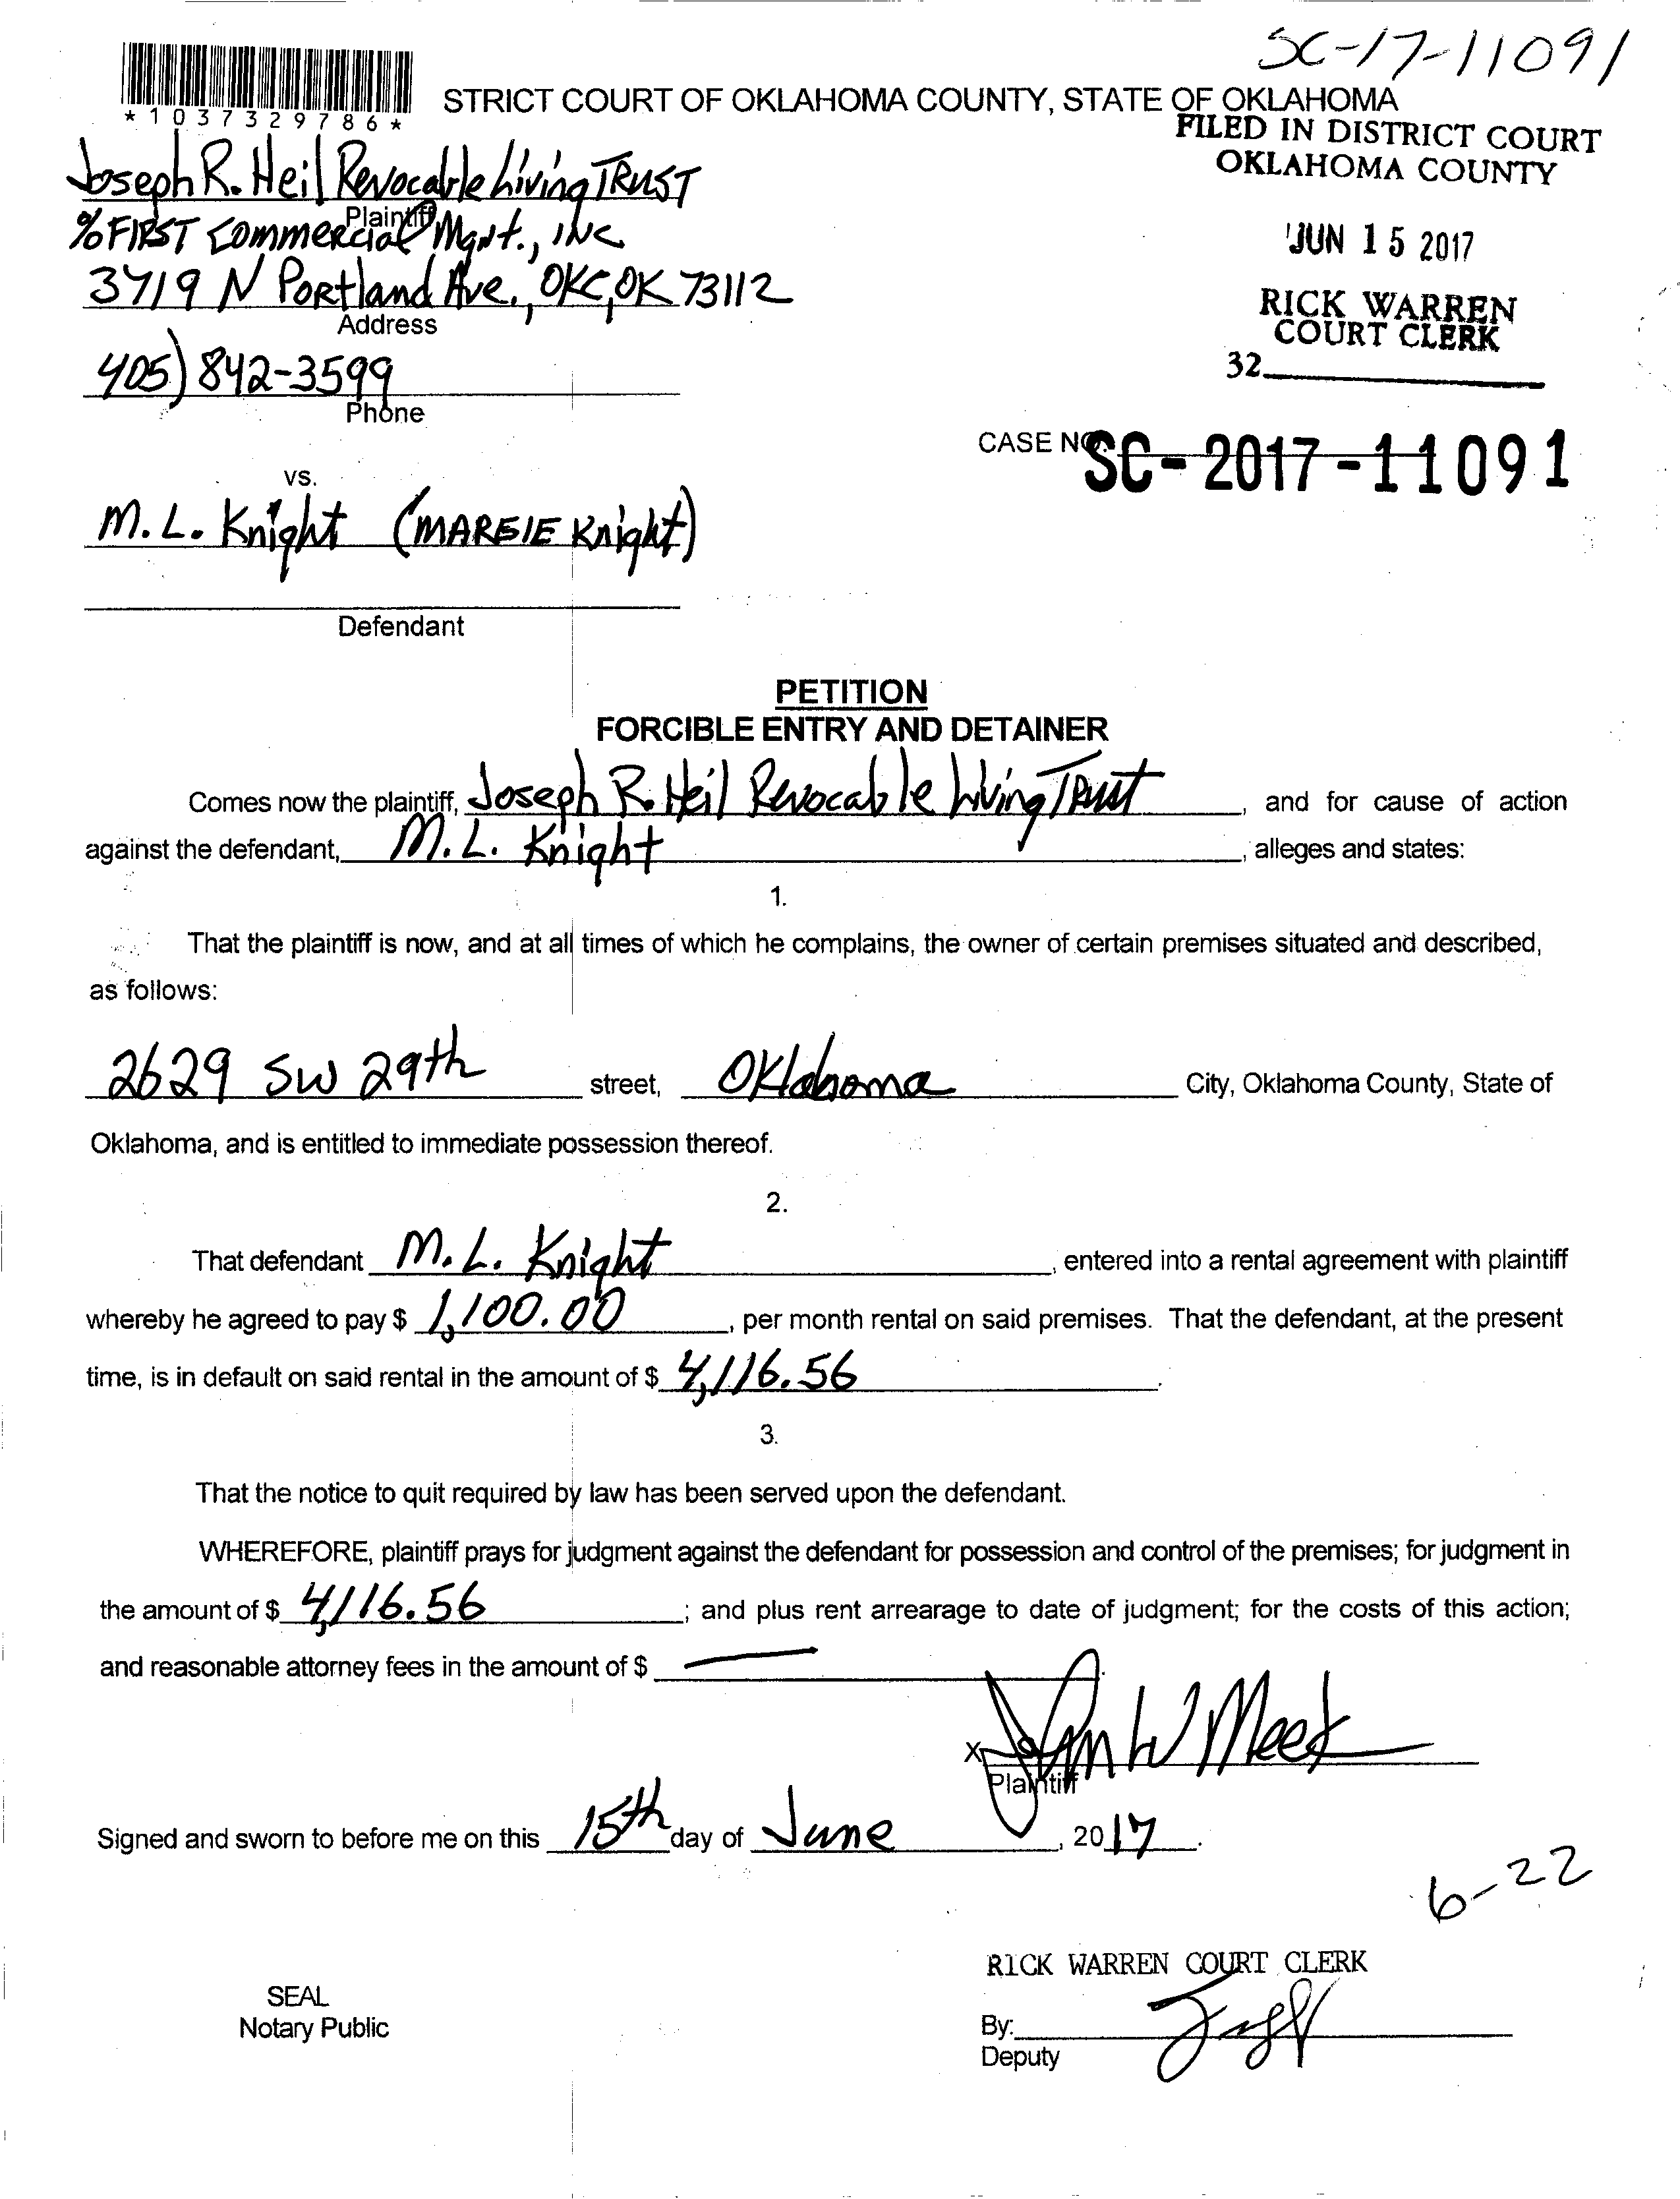 SC-17-11091
*1037329786*
STRICT COURT OF OKLAHOMA COUNTY, STATE OF OKLAHOMA
FILED IN DISTRICT COURT
OKLAHOMA COUNTY
JUN 15 2017
RICK WARREN
COURT CLERK
32
Joseph R. Heil Revocable Living TRUST
Plaintiff
% FIRST Commercial Mgnt., INC
3719 N Portland Ave., OKC, OK 73112
Address
405) 842-3599
Phone
CASE NO. SC-2017-11091
vs.
M. L. Knight (MARGIE Knight)
Defendant
PETITION
FORCIBLE ENTRY AND DETAINER
Comes now the plaintiff, Joseph R. Heil Revocable Living Trust, and for cause of action
against the defendant, M. L. Knight, alleges and states:
1.
That the plaintiff is now, and at all times of which he complains, the owner of certain premises situated and described,
as follows:
2629 SW 29th street, Oklahoma City, Oklahoma County, State of
Oklahoma, and is entitled to immediate possession thereof.
2.
That defendant M. L. Knight, entered into a rental agreement with plaintiff
whereby he agreed to pay $ 1,100.00, per month rental on said premises. That the defendant, at the present
time, is in default on said rental in the amount of $ 4,116.56.
3.
That the notice to quit required by law has been served upon the defendant.
WHEREFORE, plaintiff prays for judgment against the defendant for possession and control of the premises; for judgment in
the amount of $ 4,116.56; and plus rent arrearage to date of judgment; for the costs of this action;
and reasonable attorney fees in the amount of $ —.
X
Plaintiff
Signed and sworn to before me on this 15th day of June, 2017.
6-22
RICK WARREN COURT CLERK
SEAL
Notary Public
By:
Deputy